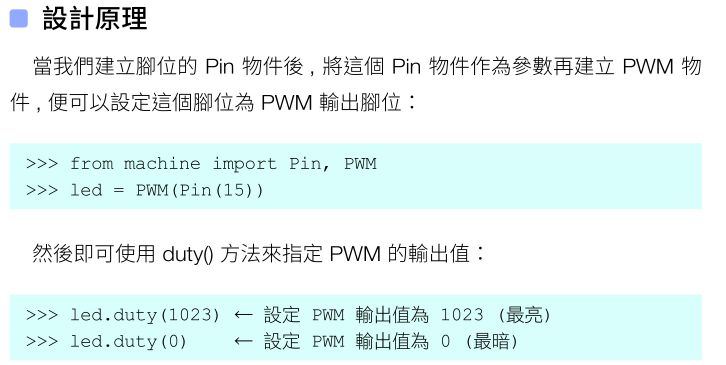 設計原理
當我們建立腳位的 Pin 物件後 , 將這個 Pin 物件作為參數再建立 PWM 物
件 , 便可以設定這個腳位為 PWM 輸出腳位：
>>> from machine import Pin, PWM
>>> led = PWM(Pin(15))
然後即可使用 duty() 方法來指定 PWM 的輸出值：
>>> led.duty(1023) ← 設定 PWM 輸出值為 1023 (最亮)
>>> led.duty(0)    ← 設定 PWM 輸出值為 0 (最暗)